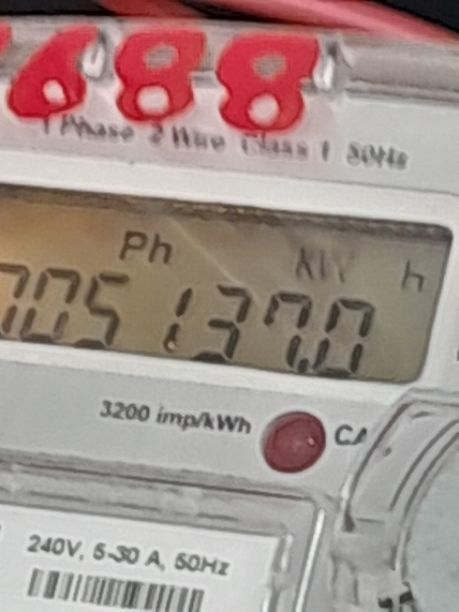 688
1 Phase 2 Wire Class 1 50Hz
Ph kW h
705137.0
3200 imp/kWh CA
240V, 5-30 A, 50Hz